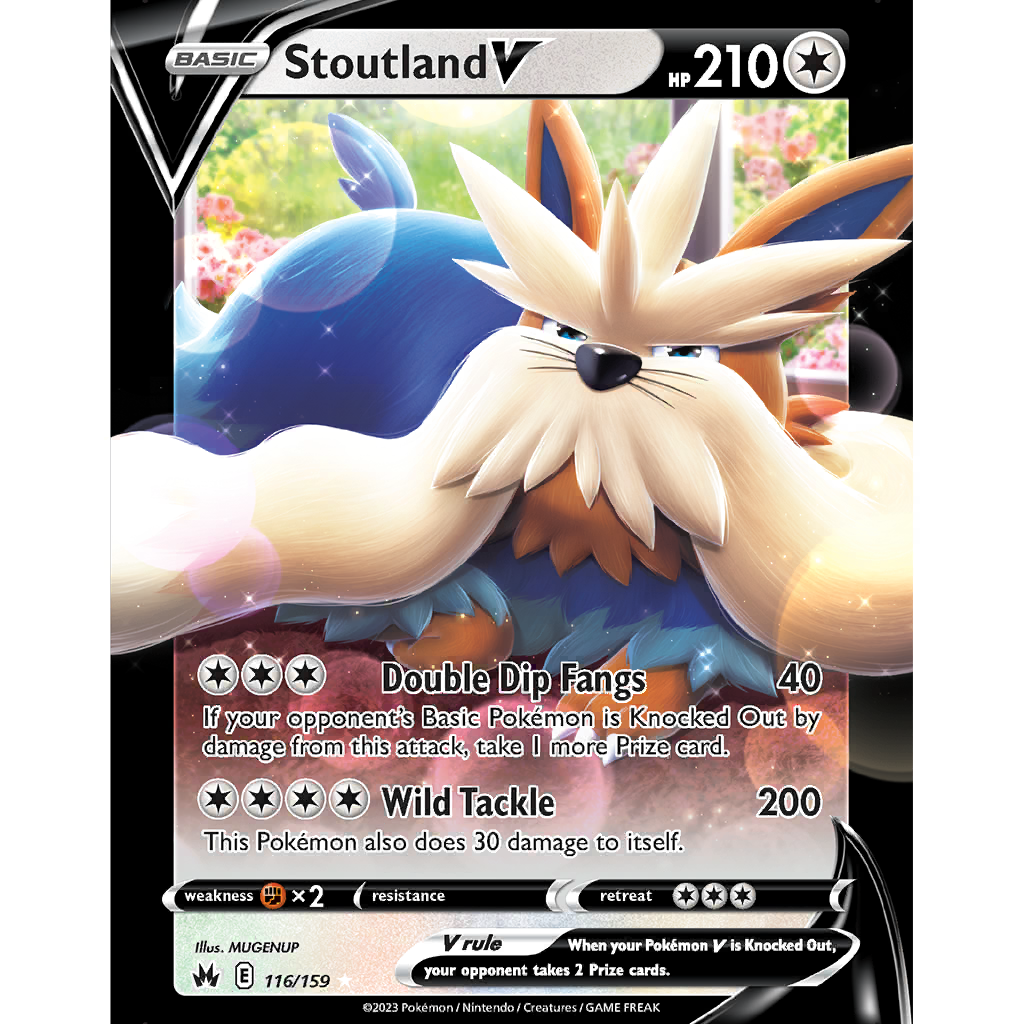 BASIC Stoutland V HP 210
Double Dip Fangs 40
If your opponent's Basic Pokémon is Knocked Out by
damage from this attack, take 1 more Prize card.
Wild Tackle 200
This Pokémon also does 30 damage to itself.
weakness ×2 resistance retreat
Illus. MUGENUP
V rule When your Pokémon V is Knocked Out,
your opponent takes 2 Prize cards.
E 116/159
©2023 Pokémon / Nintendo / Creatures / GAME FREAK